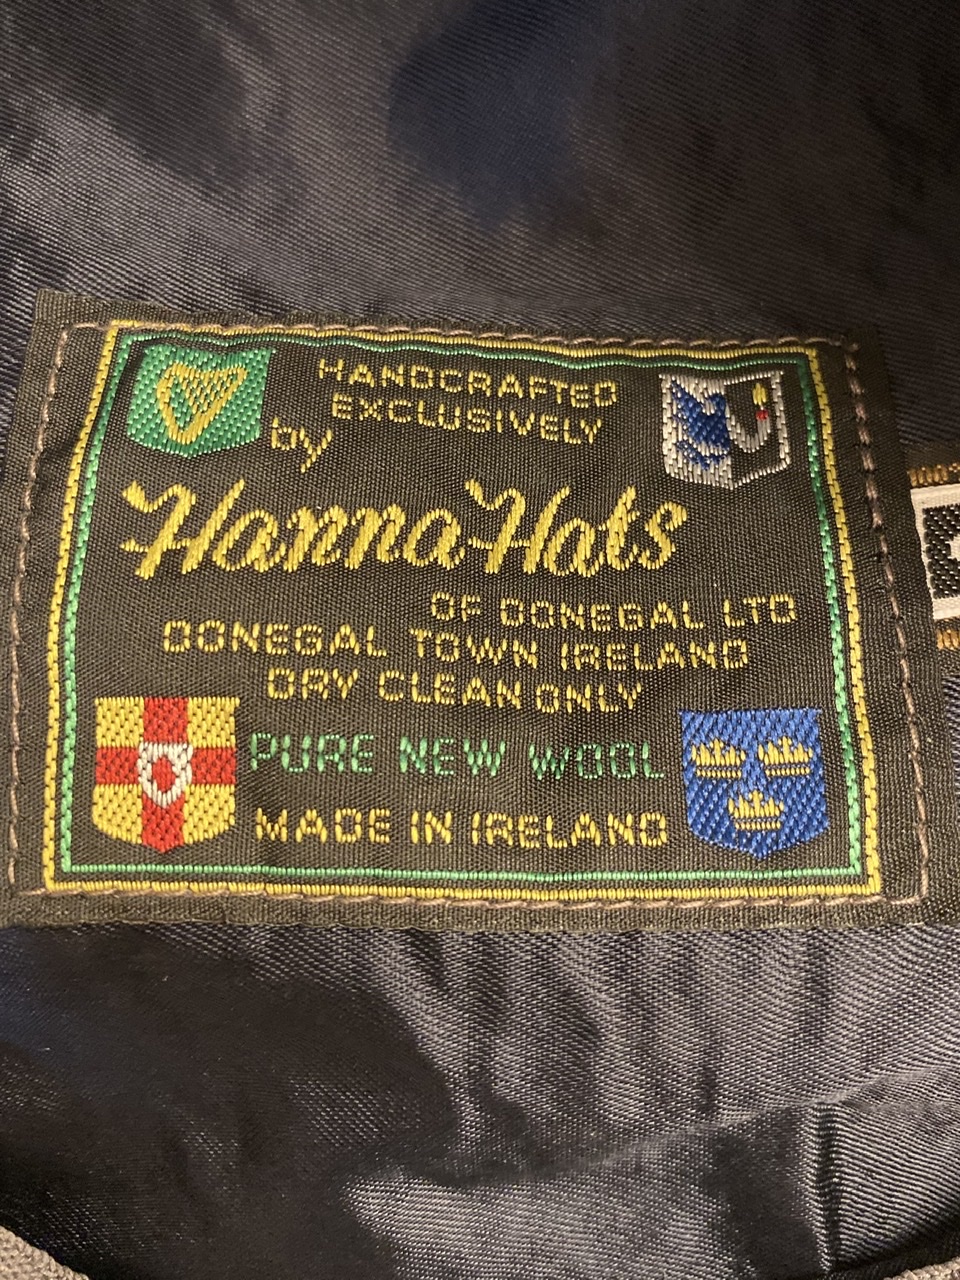 HANDCRAFTED
EXCLUSIVELY
by
Hanna Hats
OF DONEGAL LTD
DONEGAL TOWN IRELAND
DRY CLEAN ONLY
PURE NEW WOOL
MADE IN IRELAND